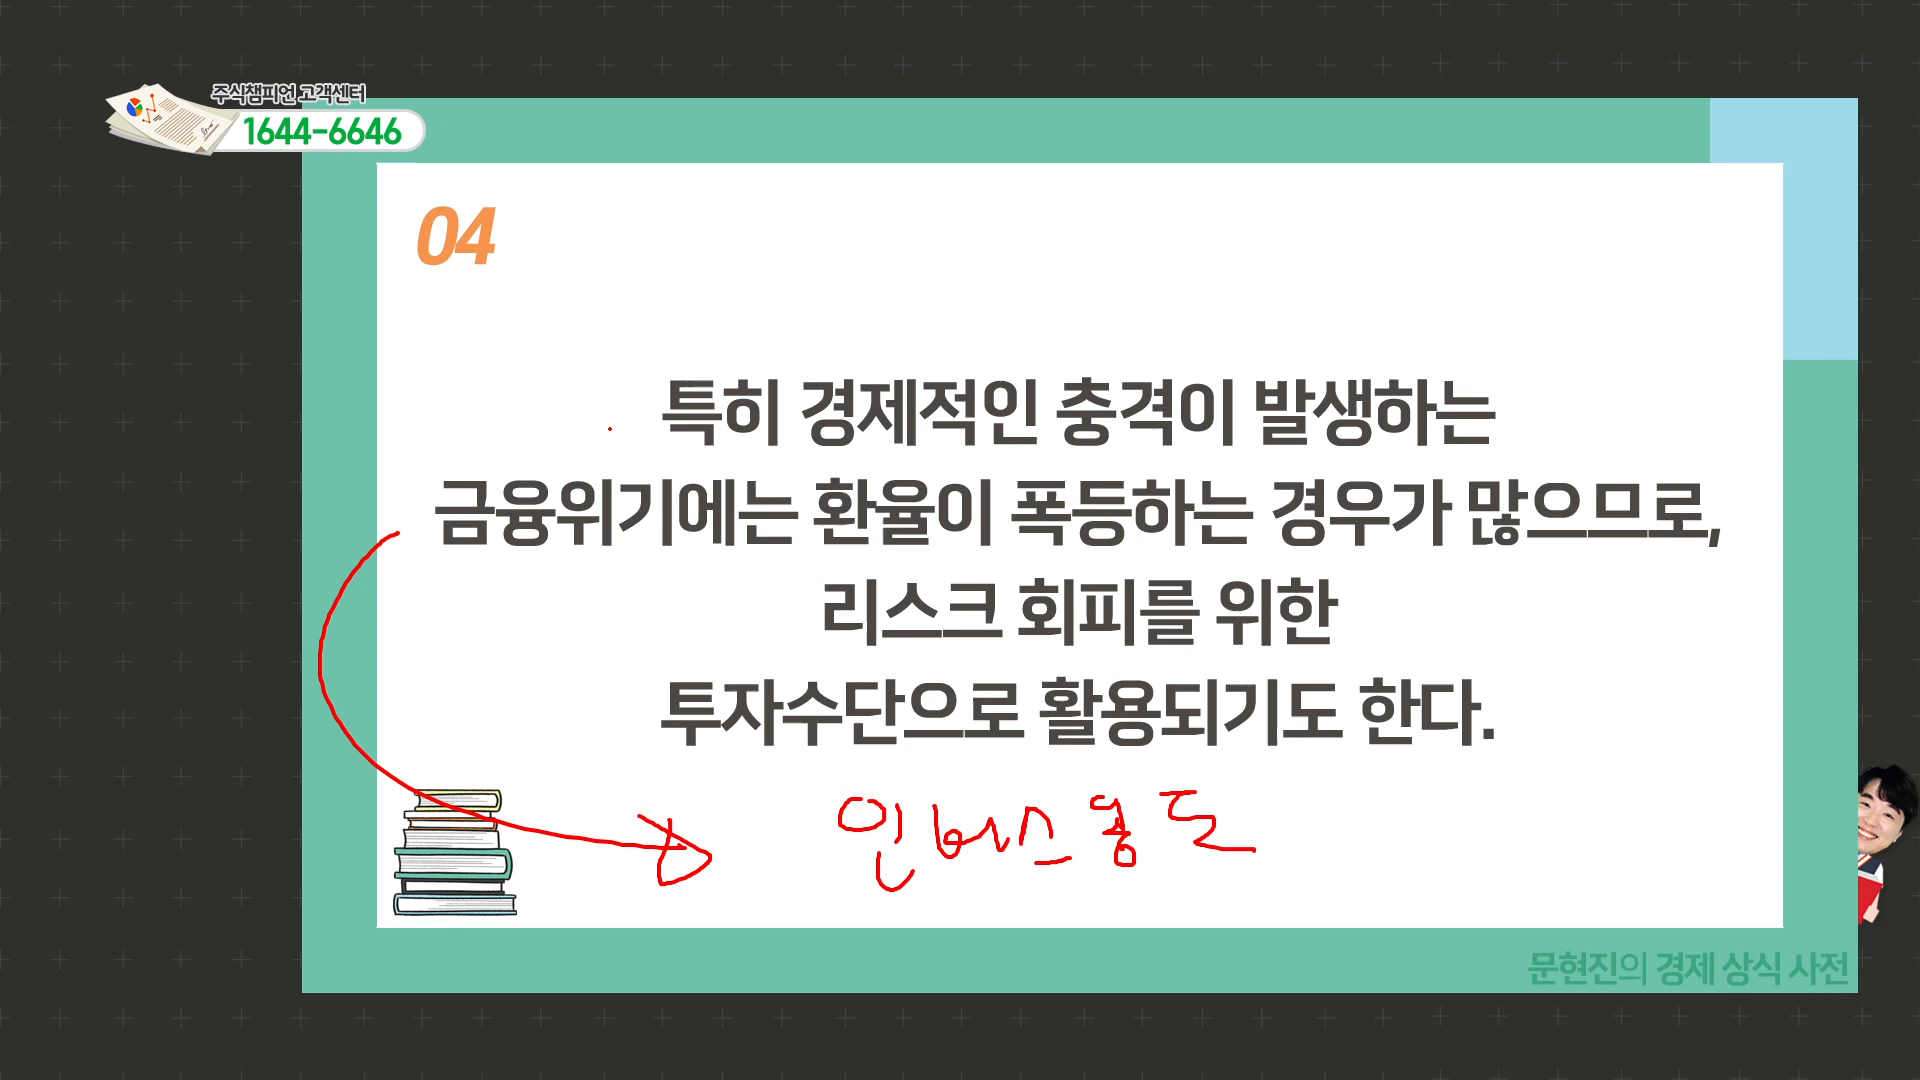 주식챔피언 고객센터
1644-6646
04
특히 경제적인 충격이 발생하는
금융위기에는 환율이 폭등하는 경우가 많으므로,
리스크 회피를 위한
투자수단으로 활용되기도 한다.
인버스 용도
문현진의 경제 상식 사전